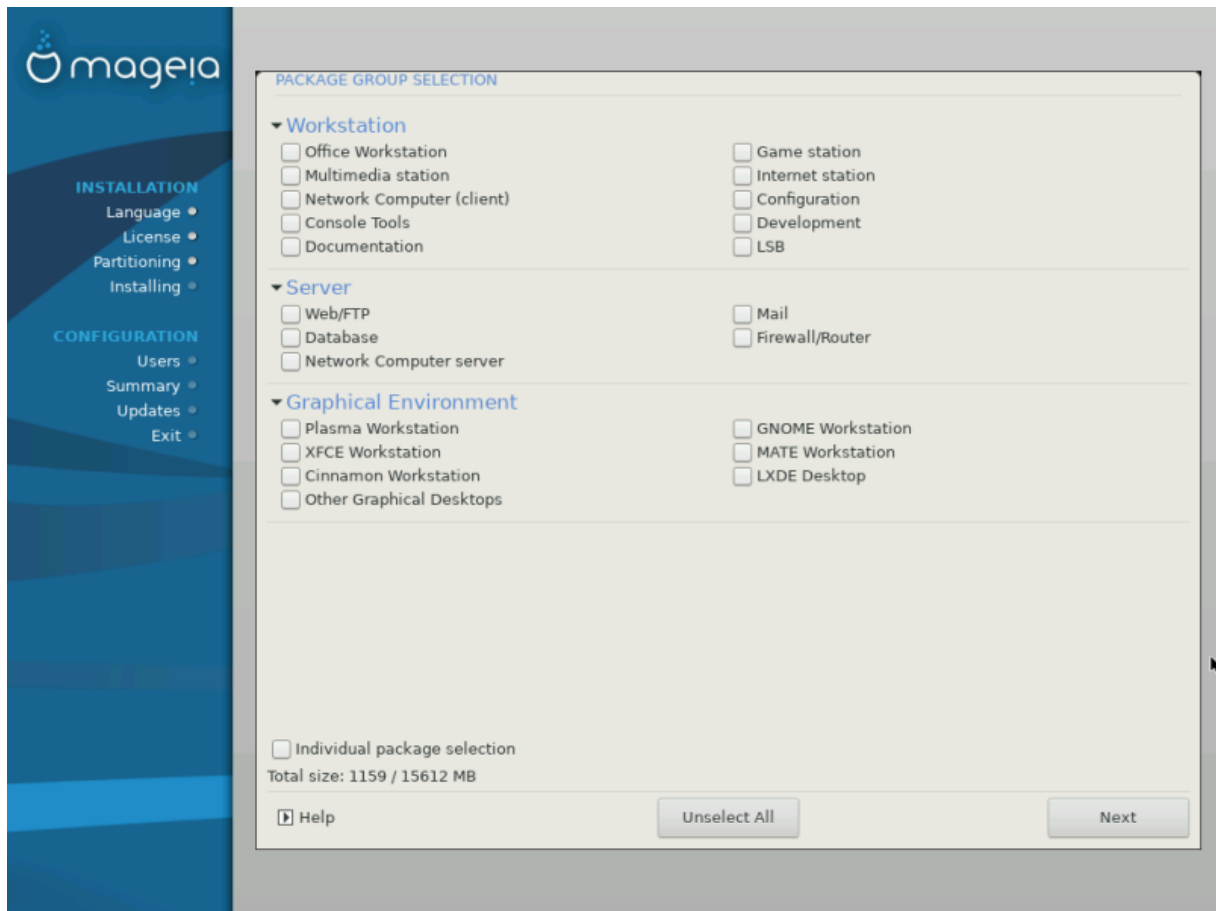 mageia
INSTALLATION
Language
License
Partitioning
Installing
CONFIGURATION
Users
Summary
Updates
Exit
PACKAGE GROUP SELECTION
Workstation
Office Workstation
Game station
Multimedia station
Internet station
Network Computer (client)
Configuration
Console Tools
Development
Documentation
LSB
Server
Web/FTP
Mail
Database
Firewall/Router
Network Computer server
Graphical Environment
Plasma Workstation
GNOME Workstation
XFCE Workstation
MATE Workstation
Cinnamon Workstation
LXDE Desktop
Other Graphical Desktops
Individual package selection
Total size: 1159 / 15612 MB
Help
Unselect All
Next